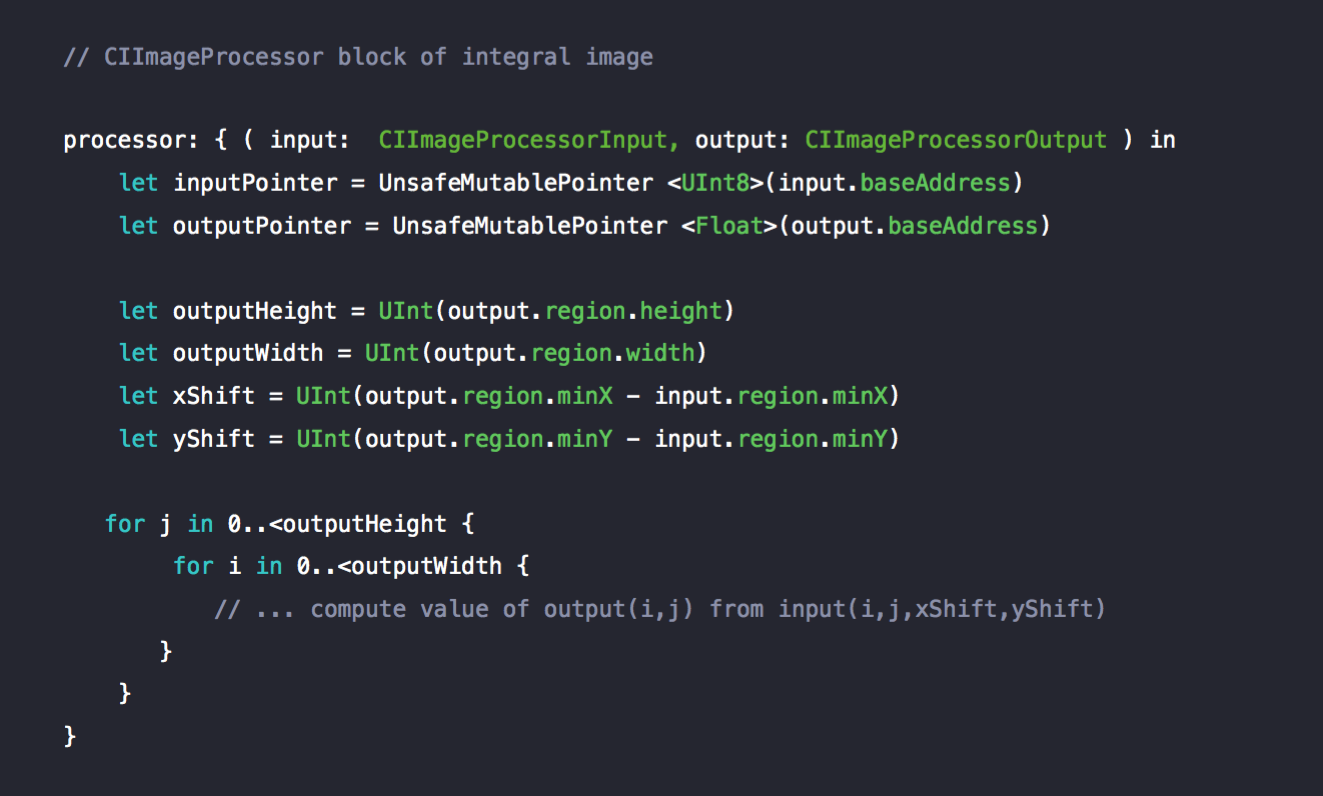 // CIImageProcessor block of integral image
processor: { ( input:  CIImageProcessorInput, output: CIImageProcessorOutput ) in
    let inputPointer = UnsafeMutablePointer <UInt8>(input.baseAddress)
    let outputPointer = UnsafeMutablePointer <Float>(output.baseAddress)
    let outputHeight = UInt(output.region.height)
    let outputWidth = UInt(output.region.width)
    let xShift = UInt(output.region.minX - input.region.minX)
    let yShift = UInt(output.region.minY - input.region.minY)
   for j in 0..<outputHeight {
        for i in 0..<outputWidth {
           // ... compute value of output(i,j) from input(i,j,xShift,yShift)
       }
    }
}